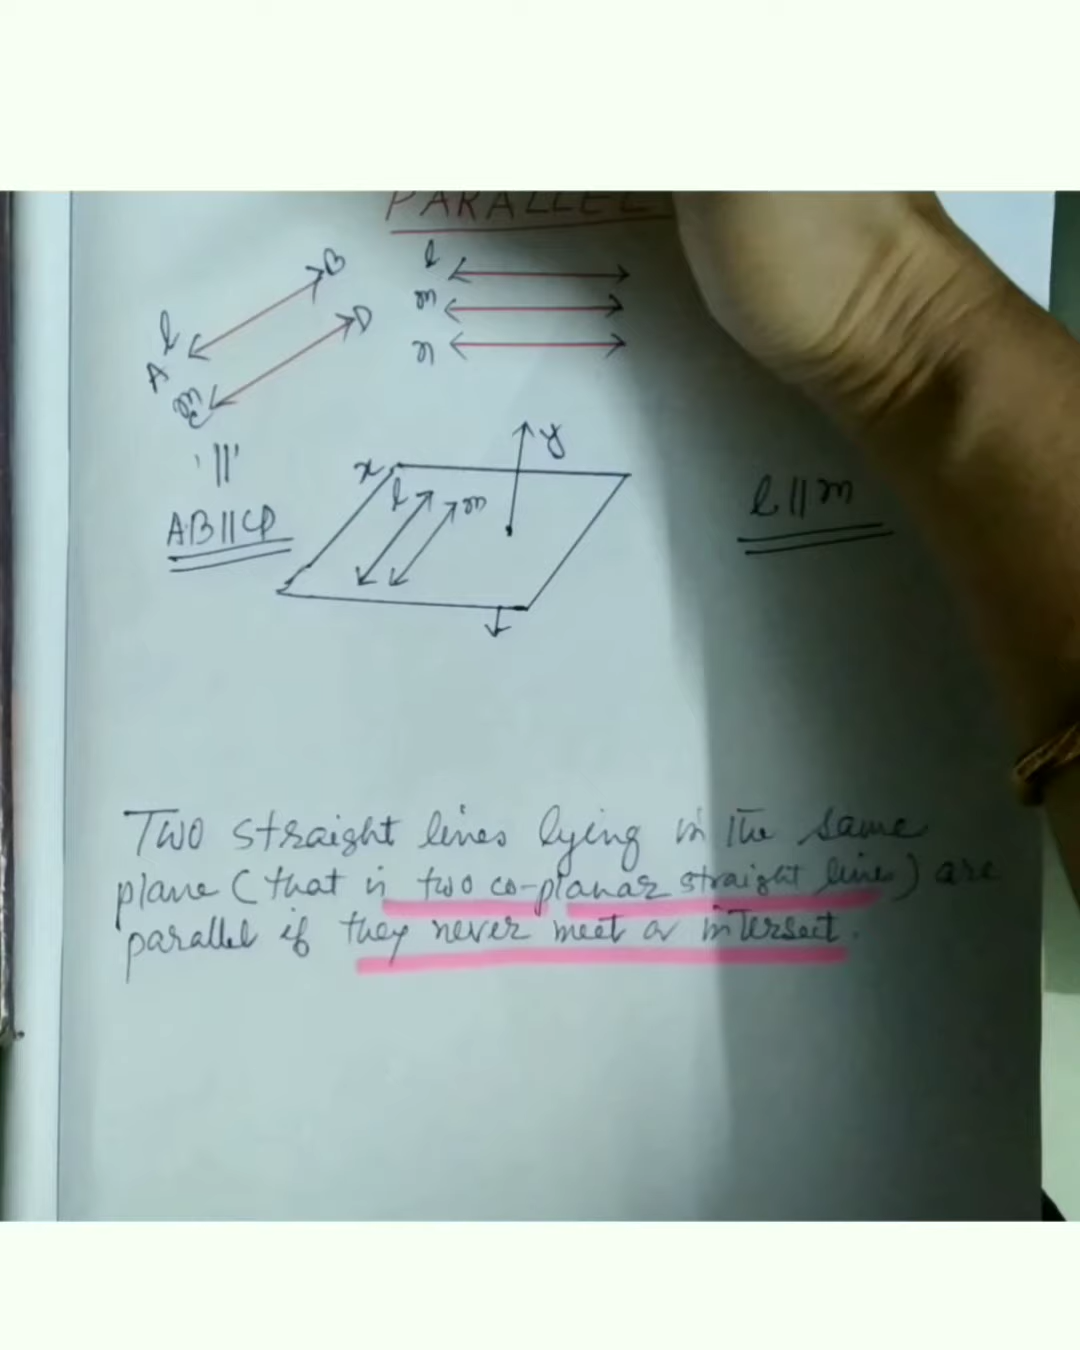 PARALLEL
l
A
B
m
C
D
l
m
n
'||'
AB||CD
x
l
m
y
l||m
Two straight lines lying in the same
plane (that is two co-planar straight lines) are
parallel if they never meet or intersect.